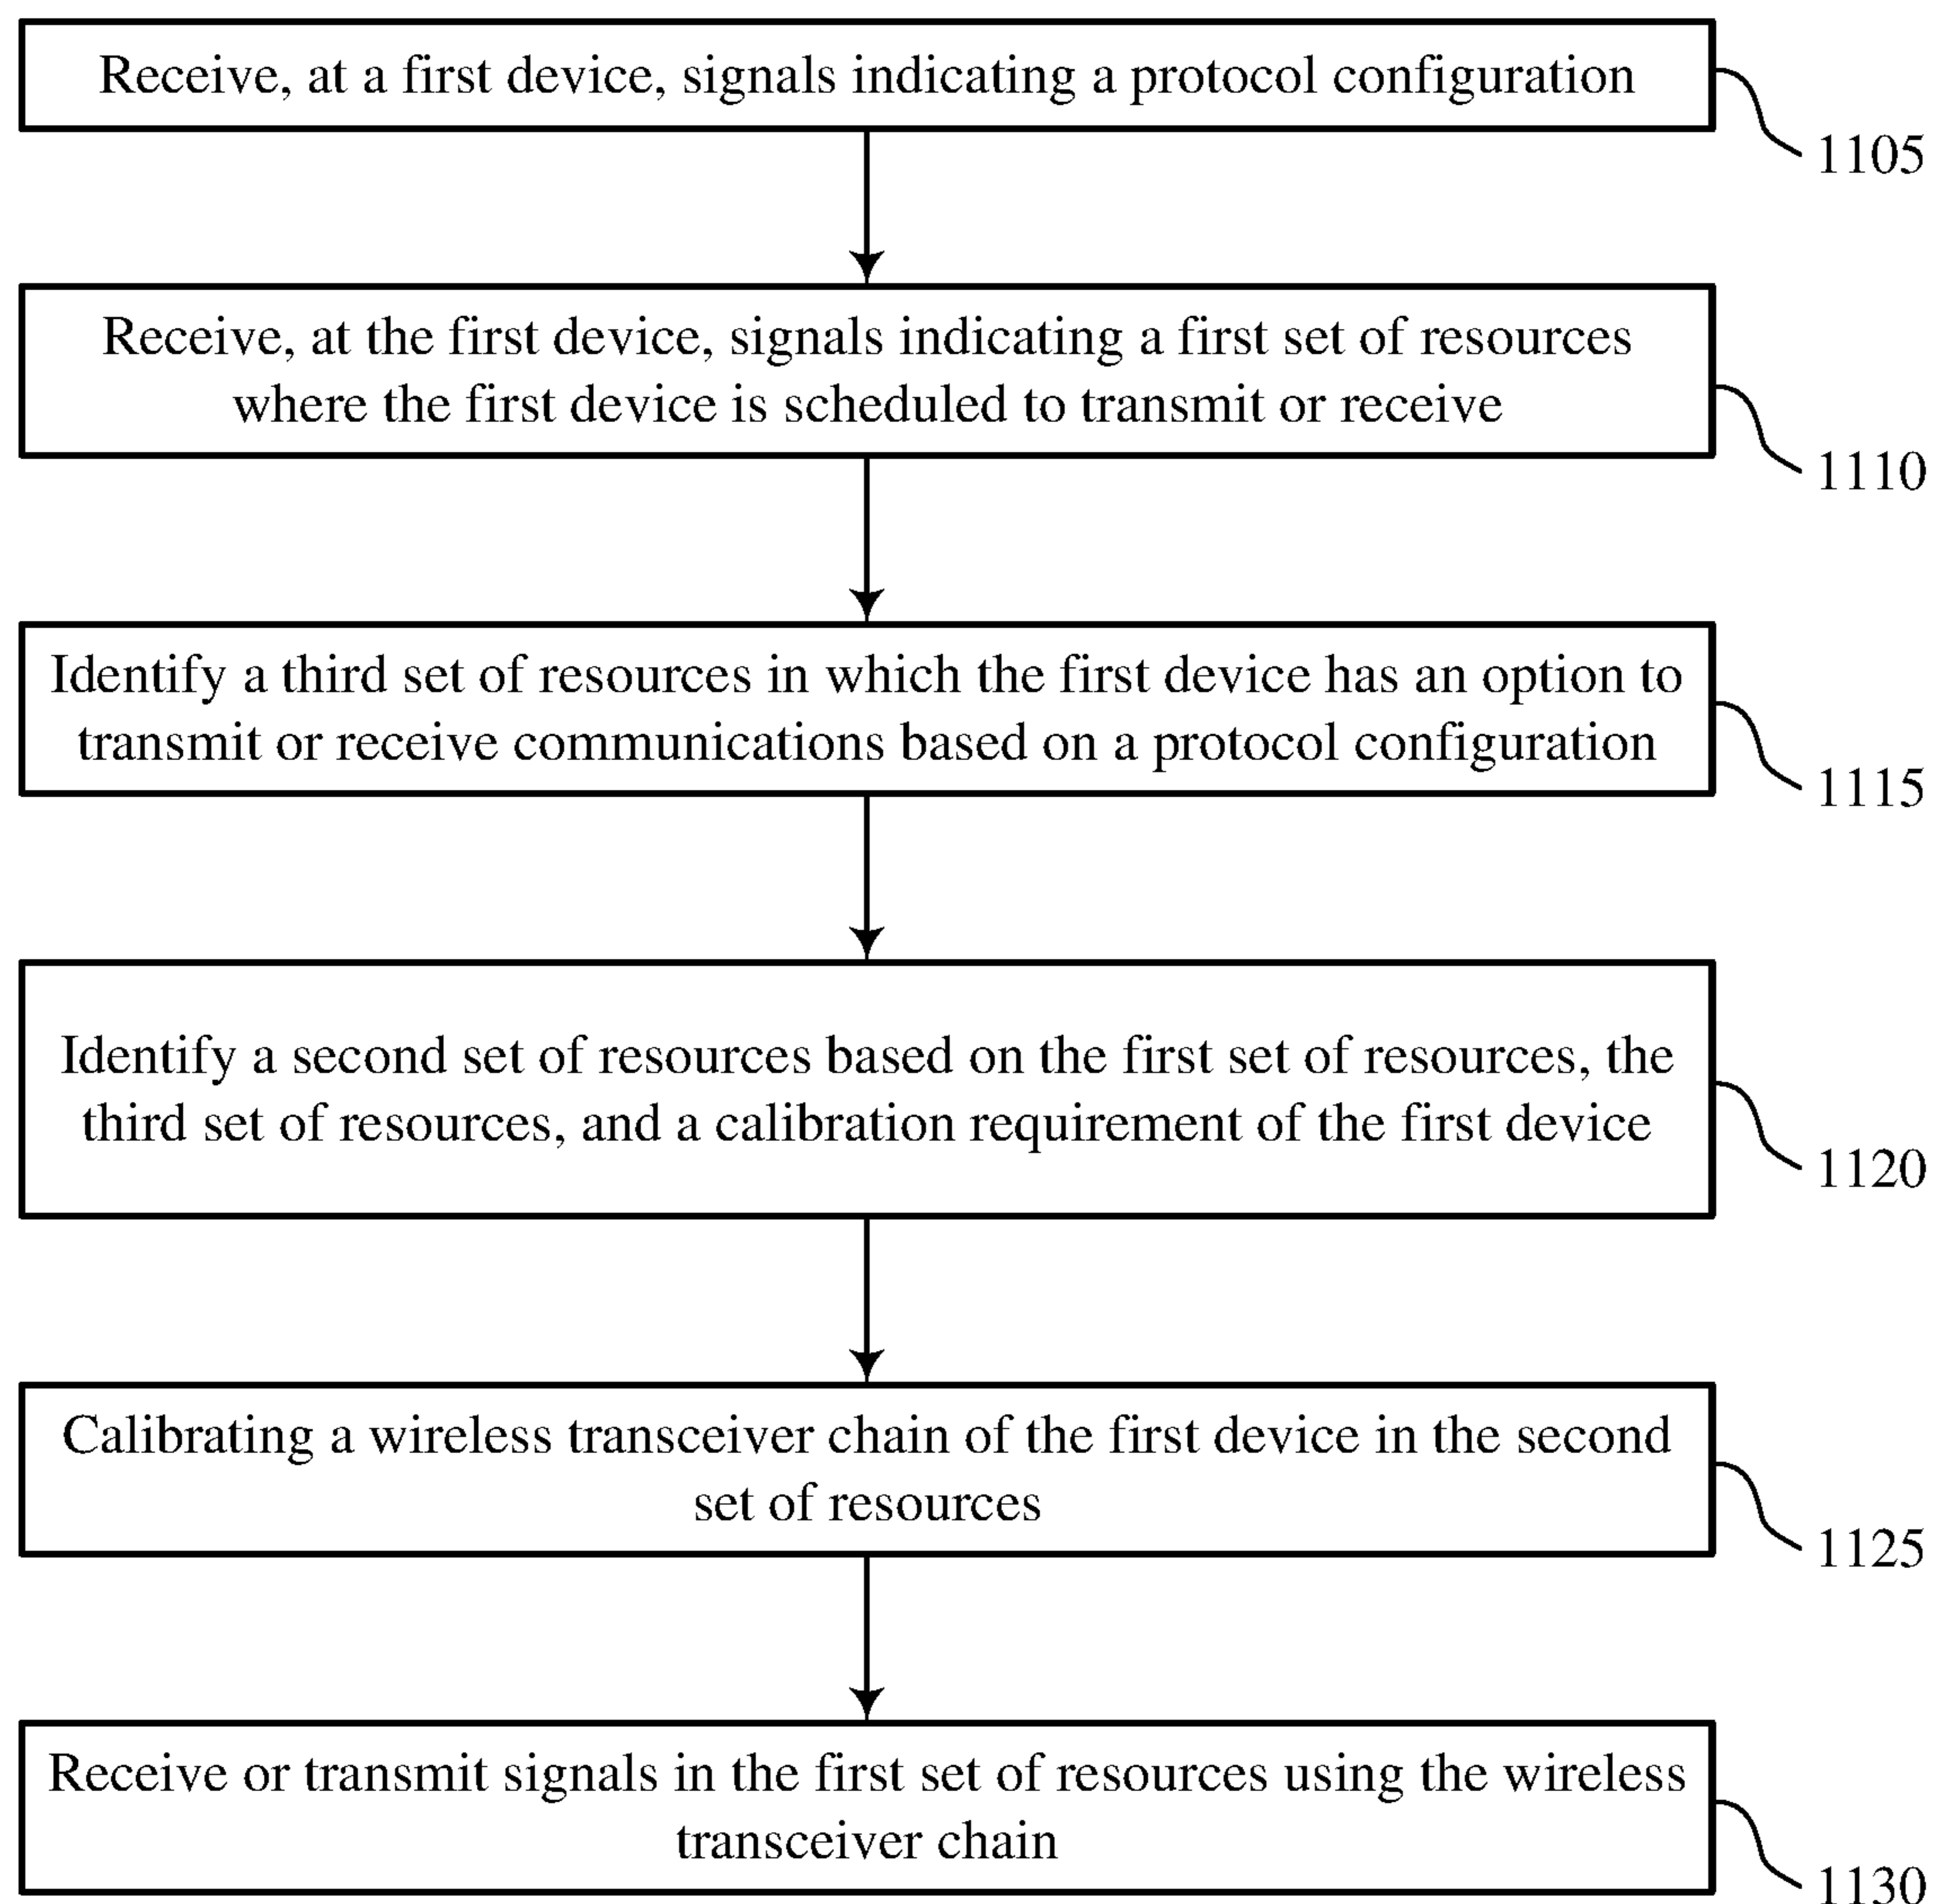 Receive, at a first device, signals indicating a protocol configuration
1105
Receive, at the first device, signals indicating a first set of resources
where the first device is scheduled to transmit or receive
1110
Identify a third set of resources in which the first device has an option to
transmit or receive communications based on a protocol configuration
1115
Identify a second set of resources based on the first set of resources, the
third set of resources, and a calibration requirement of the first device
1120
Calibrating a wireless transceiver chain of the first device in the second
set of resources
1125
Receive or transmit signals in the first set of resources using the wireless
transceiver chain
1130